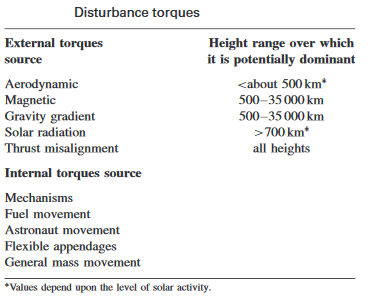 Disturbance torques
External torques Height range over which
source it is potentially dominant
Aerodynamic <about 500 km*
Magnetic 500–35 000 km
Gravity gradient 500–35 000 km
Solar radiation >700 km*
Thrust misalignment all heights
Internal torques source
Mechanisms
Fuel movement
Astronaut movement
Flexible appendages
General mass movement
*Values depend upon the level of solar activity.